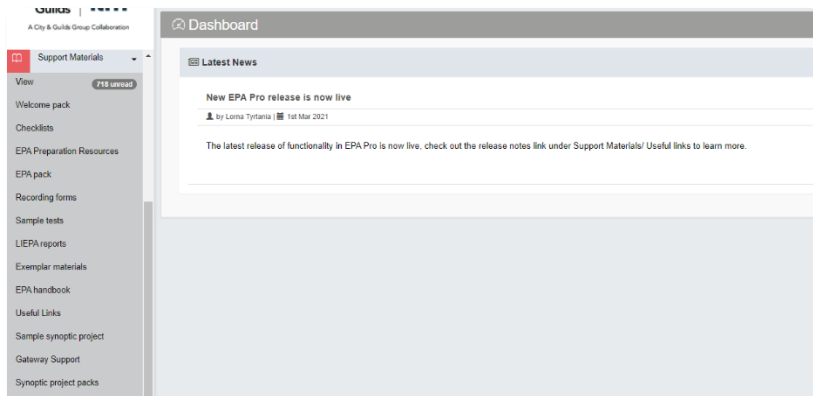 Guilds
A City & Guilds Group Collaboration
Support Materials
View 718 unread
Welcome pack
Checklists
EPA Preparation Resources
EPA pack
Recording forms
Sample tests
LIEPA reports
Exemplar materials
EPA handbook
Useful Links
Sample synoptic project
Gateway Support
Synoptic project packs
Dashboard
Latest News
New EPA Pro release is now live
by Lorna Tyrtania | 1st Mar 2021
The latest release of functionality in EPA Pro is now live, check out the release notes link under Support Materials/ Useful links to learn more.